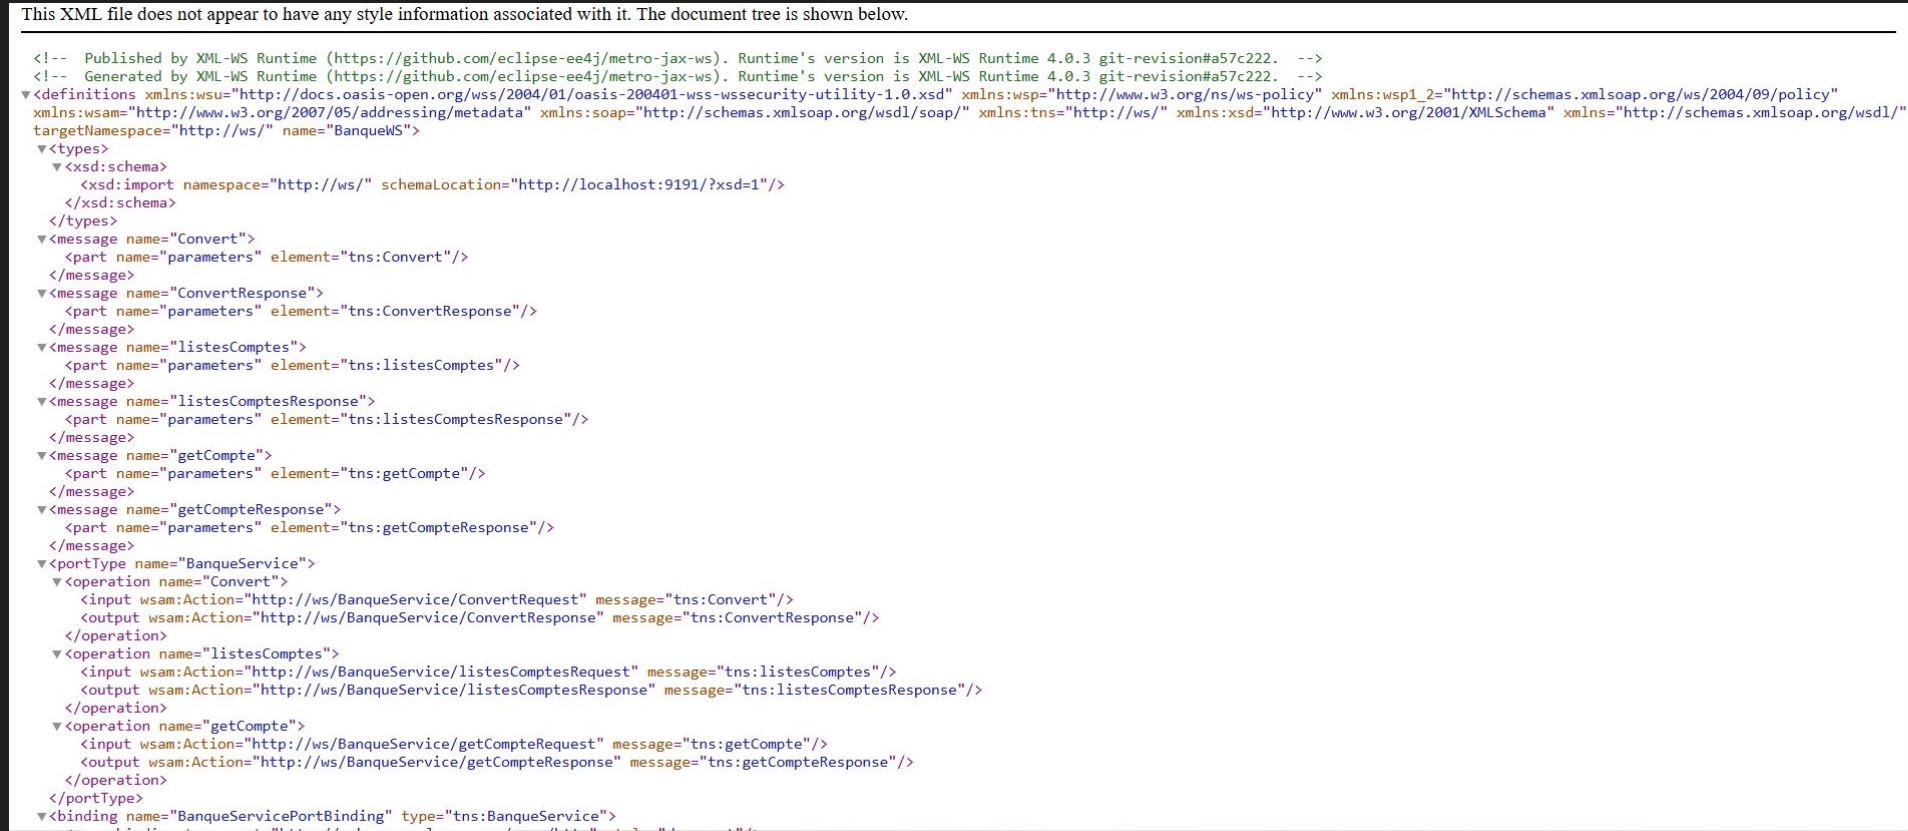 This XML file does not appear to have any style information associated with it. The document tree is shown below.
<!--  Published by XML-WS Runtime (https://github.com/eclipse-ee4j/metro-jax-ws). Runtime's version is XML-WS Runtime 4.0.3 git-revision#a57c222.  -->
<!--  Generated by XML-WS Runtime (https://github.com/eclipse-ee4j/metro-jax-ws). Runtime's version is XML-WS Runtime 4.0.3 git-revision#a57c222.  -->
▼<definitions xmlns:wsu="http://docs.oasis-open.org/wss/2004/01/oasis-200401-wss-wssecurity-utility-1.0.xsd" xmlns:wsp="http://www.w3.org/ns/ws-policy" xmlns:wsp1_2="http://schemas.xmlsoap.org/ws/2004/09/policy"
xmlns:wsam="http://www.w3.org/2007/05/addressing/metadata" xmlns:soap="http://schemas.xmlsoap.org/wsdl/soap/" xmlns:tns="http://ws/" xmlns:xsd="http://www.w3.org/2001/XMLSchema" xmlns="http://schemas.xmlsoap.org/wsdl/"
targetNamespace="http://ws/" name="BanqueWS">
▼<types>
▼<xsd:schema>
<xsd:import namespace="http://ws/" schemaLocation="http://localhost:9191/?xsd=1"/>
</xsd:schema>
</types>
▼<message name="Convert">
<part name="parameters" element="tns:Convert"/>
</message>
▼<message name="ConvertResponse">
<part name="parameters" element="tns:ConvertResponse"/>
</message>
▼<message name="listesComptes">
<part name="parameters" element="tns:listesComptes"/>
</message>
▼<message name="listesComptesResponse">
<part name="parameters" element="tns:listesComptesResponse"/>
</message>
▼<message name="getCompte">
<part name="parameters" element="tns:getCompte"/>
</message>
▼<message name="getCompteResponse">
<part name="parameters" element="tns:getCompteResponse"/>
</message>
▼<portType name="BanqueService">
▼<operation name="Convert">
<input wsam:Action="http://ws/BanqueService/ConvertRequest" message="tns:Convert"/>
<output wsam:Action="http://ws/BanqueService/ConvertResponse" message="tns:ConvertResponse"/>
</operation>
▼<operation name="listesComptes">
<input wsam:Action="http://ws/BanqueService/listesComptesRequest" message="tns:listesComptes"/>
<output wsam:Action="http://ws/BanqueService/listesComptesResponse" message="tns:listesComptesResponse"/>
</operation>
▼<operation name="getCompte">
<input wsam:Action="http://ws/BanqueService/getCompteRequest" message="tns:getCompte"/>
<output wsam:Action="http://ws/BanqueService/getCompteResponse" message="tns:getCompteResponse"/>
</operation>
</portType>
▼<binding name="BanqueServicePortBinding" type="tns:BanqueService">